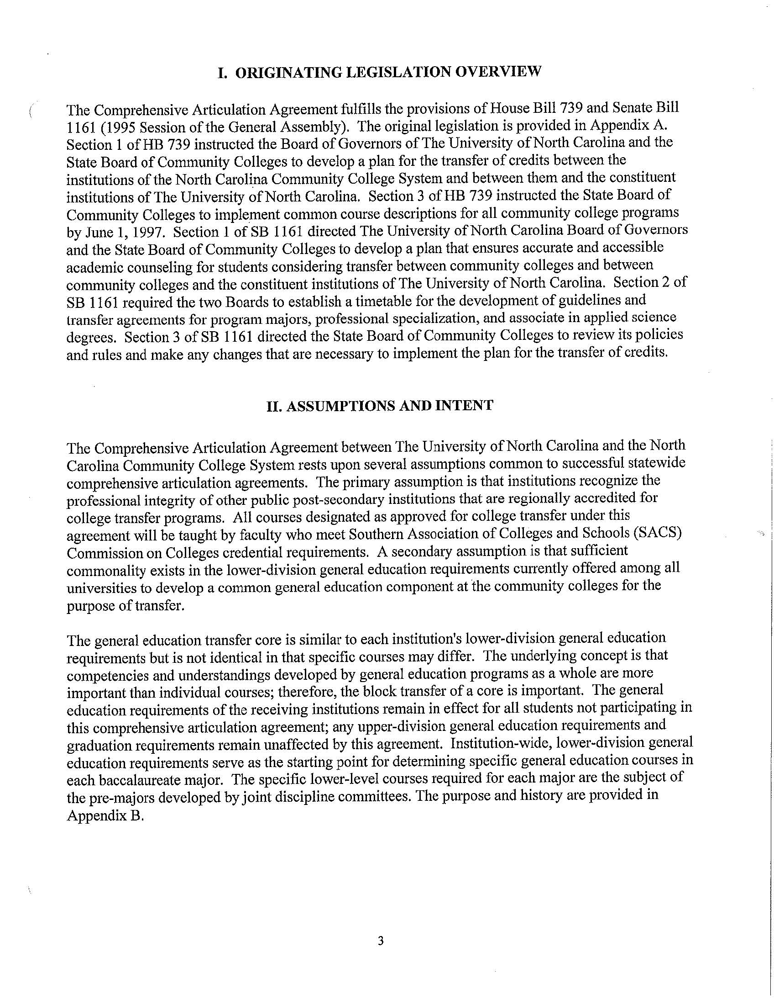 I. ORIGINATING LEGISLATION OVERVIEW
The Comprehensive Articulation Agreement fulfills the provisions of House Bill 739 and Senate Bill
1161 (1995 Session of the General Assembly). The original legislation is provided in Appendix A.
Section 1 of HB 739 instructed the Board of Governors of The University of North Carolina and the
State Board of Community Colleges to develop a plan for the transfer of credits between the
institutions of the North Carolina Community College System and between them and the constituent
institutions of The University of North Carolina. Section 3 of HB 739 instructed the State Board of
Community Colleges to implement common course descriptions for all community college programs
by June 1, 1997. Section 1 of SB 1161 directed The University of North Carolina Board of Governors
and the State Board of Community Colleges to develop a plan that ensures accurate and accessible
academic counseling for students considering transfer between community colleges and between
community colleges and the constituent institutions of The University of North Carolina. Section 2 of
SB 1161 required the two Boards to establish a timetable for the development of guidelines and
transfer agreements for program majors, professional specialization, and associate in applied science
degrees. Section 3 of SB 1161 directed the State Board of Community Colleges to review its policies
and rules and make any changes that are necessary to implement the plan for the transfer of credits.
II. ASSUMPTIONS AND INTENT
The Comprehensive Articulation Agreement between The University of North Carolina and the North
Carolina Community College System rests upon several assumptions common to successful statewide
comprehensive articulation agreements. The primary assumption is that institutions recognize the
professional integrity of other public post-secondary institutions that are regionally accredited for
college transfer programs. All courses designated as approved for college transfer under this
agreement will be taught by faculty who meet Southern Association of Colleges and Schools (SACS)
Commission on Colleges credential requirements. A secondary assumption is that sufficient
commonality exists in the lower-division general education requirements currently offered among all
universities to develop a common general education component at the community colleges for the
purpose of transfer.
The general education transfer core is similar to each institution's lower-division general education
requirements but is not identical in that specific courses may differ. The underlying concept is that
competencies and understandings developed by general education programs as a whole are more
important than individual courses; therefore, the block transfer of a core is important. The general
education requirements of the receiving institutions remain in effect for all students not participating in
this comprehensive articulation agreement; any upper-division general education requirements and
graduation requirements remain unaffected by this agreement. Institution-wide, lower-division general
education requirements serve as the starting point for determining specific general education courses in
each baccalaureate major. The specific lower-level courses required for each major are the subject of
the pre-majors developed by joint discipline committees. The purpose and history are provided in
Appendix B.
3